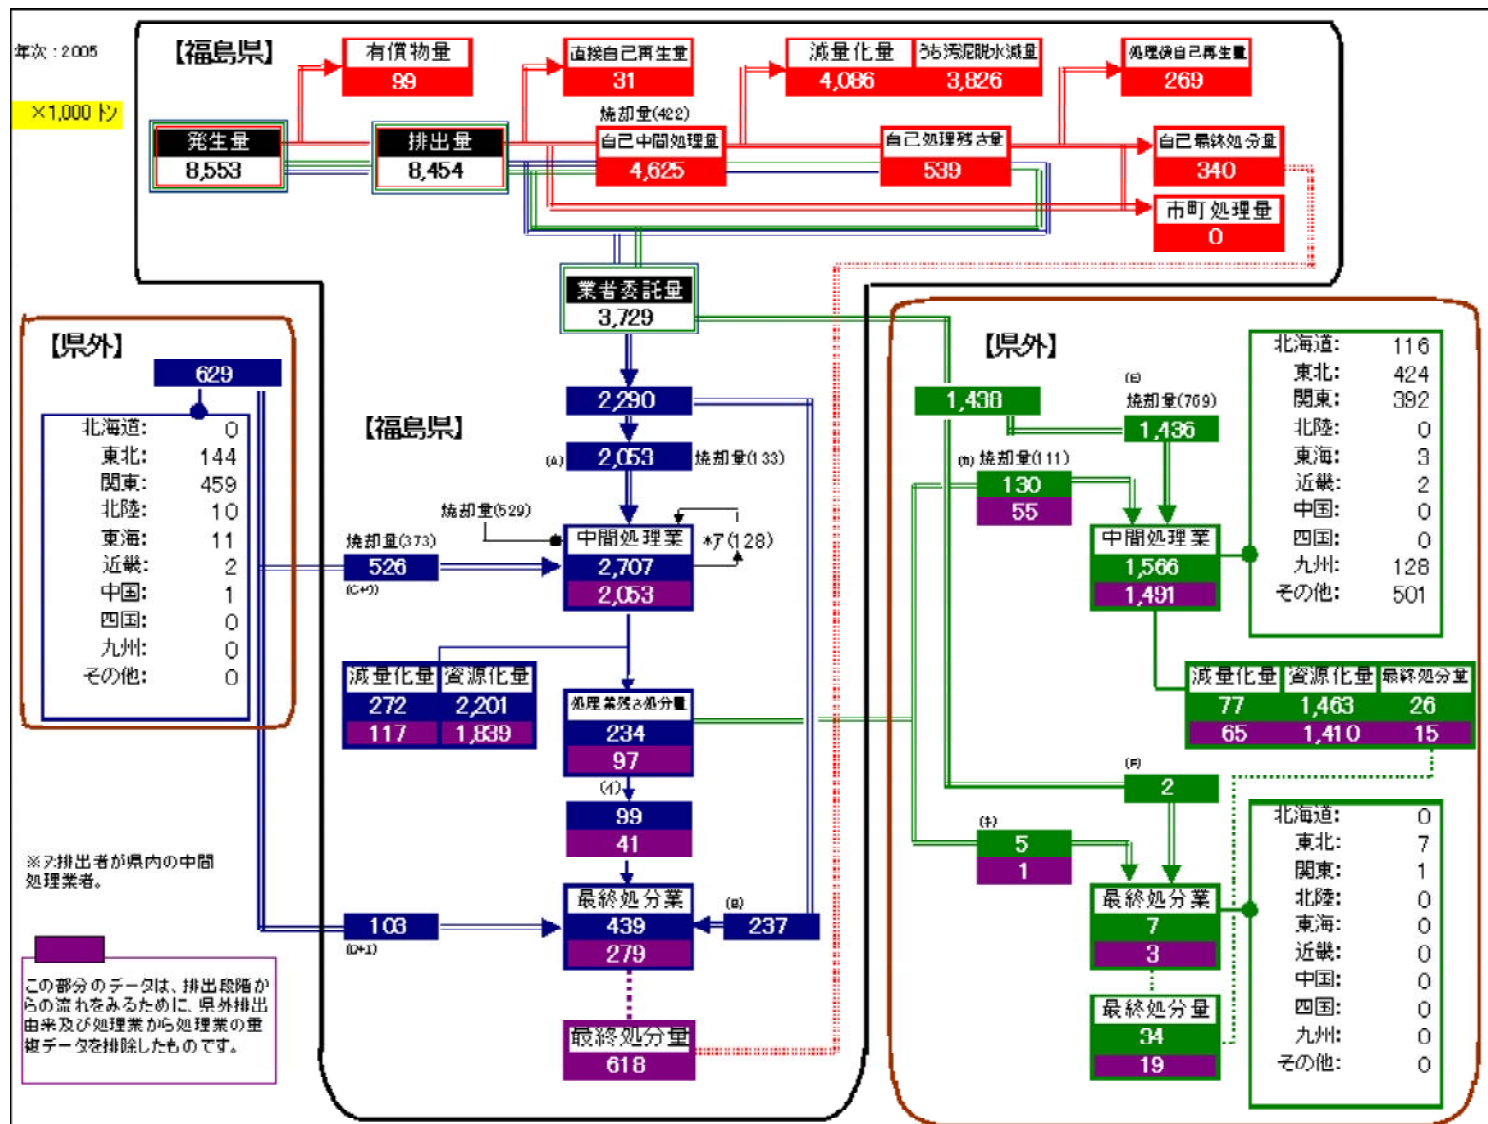 年次：2005
×1,000 トン
【福島県】
有償物量
99
直接自己再生量
31
減量化量 うち汚泥脱水減量
4,086 3,826
処理後自己再生量
269
発生量
8,553
排出量
8,454
焼却量(422)
自己中間処理量
4,625
自己処理残さ量
539
自己最終処分量
340
市町処理量
0
業者委託量
3,729
【県外】
629
北海道: 0
東北: 144
関東: 459
北陸: 10
東海: 11
近畿: 2
中国: 1
四国: 0
九州: 0
その他: 0
【福島県】
2,290
(A) 2,053 焼却量(133)
焼却量(529)
中間処理業
2,707
2,053
*ア(128)
焼却量(373)
526
(C+ウ)
減量化量 資源化量
272 2,201
117 1,839
処理業残さ処分量
234
97
(イ)
99
41
最終処分業
439
279
(B)
237
103
(D+エ)
最終処分量
618
【県外】
1,438
(E)
焼却量(769)
1,436
(カ) 焼却量(111)
130
55
中間処理業
1,566
1,491
北海道: 116
東北: 424
関東: 392
北陸: 0
東海: 3
近畿: 2
中国: 0
四国: 0
九州: 128
その他: 501
減量化量 資源化量 最終処分量
77 1,463 26
65 1,410 15
(F)
2
(キ)
5
1
最終処分業
7
3
最終処分量
34
19
北海道: 0
東北: 7
関東: 1
北陸: 0
東海: 0
近畿: 0
中国: 0
四国: 0
九州: 0
その他: 0
※ア:排出者が県内の中間
処理業者。
この部分のデータは、排出段階か
らの流れをみるために、県外排出
由来及び処理業から処理業の重
複データを排除したものです。